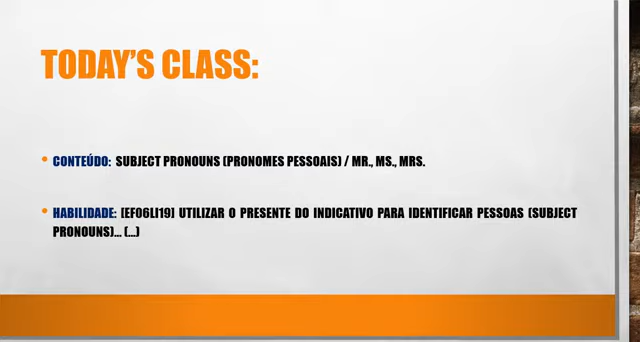 TODAY'S CLASS:
• CONTEÚDO: SUBJECT PRONOUNS (PRONOMES PESSOAIS) / MR., MS., MRS.
• HABILIDADE: [EF06LI19] UTILIZAR O PRESENTE DO INDICATIVO PARA IDENTIFICAR PESSOAS (SUBJECT
PRONOUNS)... (...)